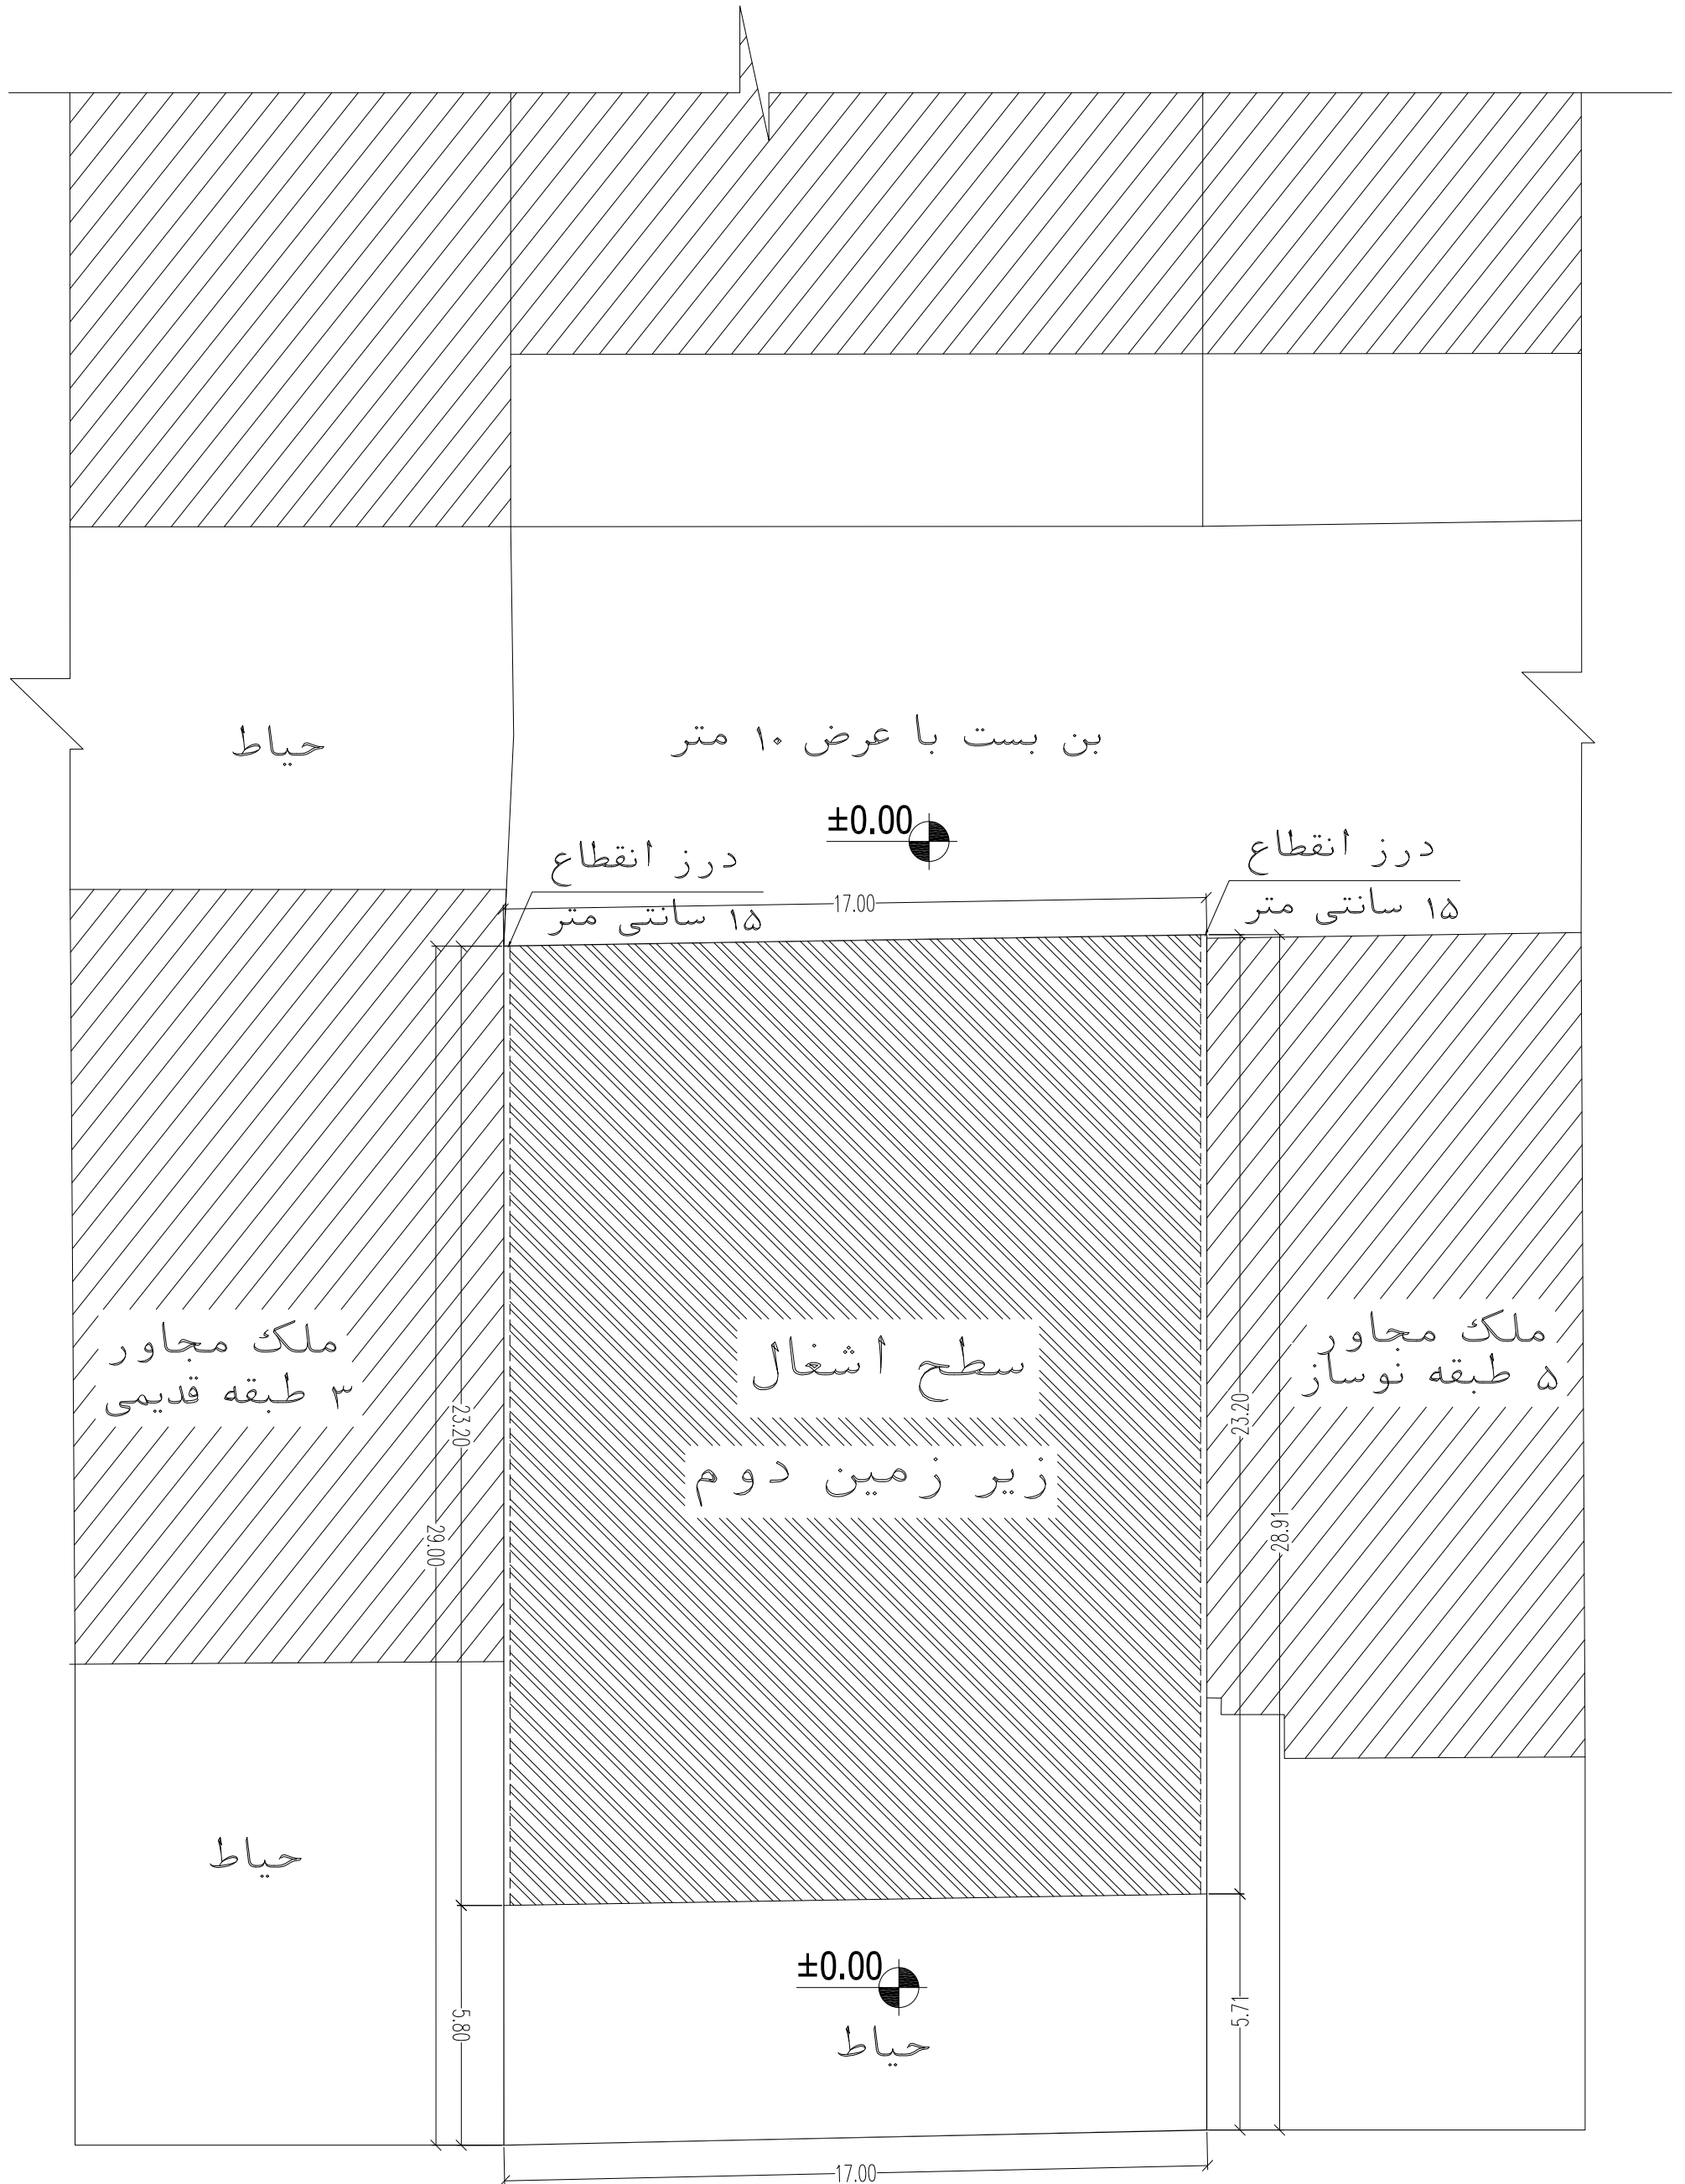 حیاط
بن بست با عرض ۱۰ متر
±0.00
درز انقطاع
۱۵ سانتی متر
درز انقطاع
۱۵ سانتی متر
17.00
ملک مجاور
۳ طبقه قدیمی
سطح اشغال
زیر زمین دوم
ملک مجاور
۵ طبقه نوساز
23.20
29.00
23.20
28.91
حیاط
±0.00
حیاط
5.80
5.71
17.00